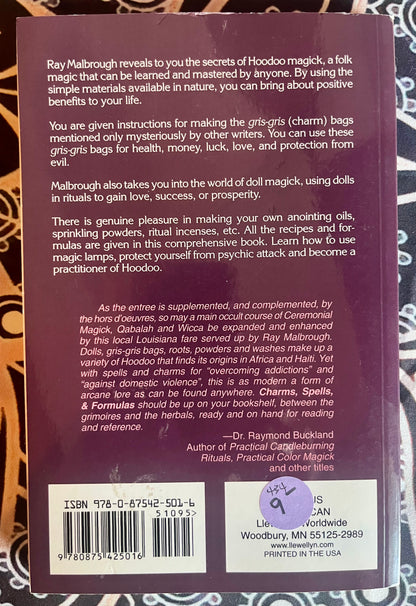 Ray Malbrough reveals to you the secrets of Hoodoo magick, a folk
magic that can be learned and mastered by anyone. By using the
simple materials available in nature, you can bring about positive
benefits to your life.
You are given instructions for making the gris-gris (charm) bags
mentioned only mysteriously by other writers. You can use these
gris-gris bags for health, money, luck, love, and protection from
evil.
Malbrough also takes you into the world of doll magick, using dolls
in rituals to gain love, success, or prosperity.
There is genuine pleasure in making your own anointing oils,
sprinkling powders, ritual incenses, etc. All the recipes and for-
mulas are given in this comprehensive book. Learn how to use
magic lamps, protect yourself from psychic attack and become a
practitioner of Hoodoo.
As the entree is supplemented, and complemented, by
the hors d'oeuvres, so may a main occult course of Ceremonial
Magick, Qabalah and Wicca be expanded and enhanced
by this local Louisiana fare served up by Ray Malbrough.
Dolls, gris-gris bags, roots, powders and washes make up a
variety of Hoodoo that finds its origins in Africa and Haiti. Yet
with spells and charms for "overcoming addictions" and
"against domestic violence", this is as modern a form of
arcane lore as can be found anywhere. Charms, Spells,
& Formulas should be up on your bookshelf, between the
grimoires and the herbals, ready and on hand for reading
and reference.
—Dr. Raymond Buckland
Author of Practical Candleburning
Rituals, Practical Color Magick
and other titles
ISBN 978-0-87542-501-6
51095
9 780875 425016
US
CAN
Worldwide
Woodbury, MN 55125-2989
www.llewellyn.com
PRINTED IN THE USA
9